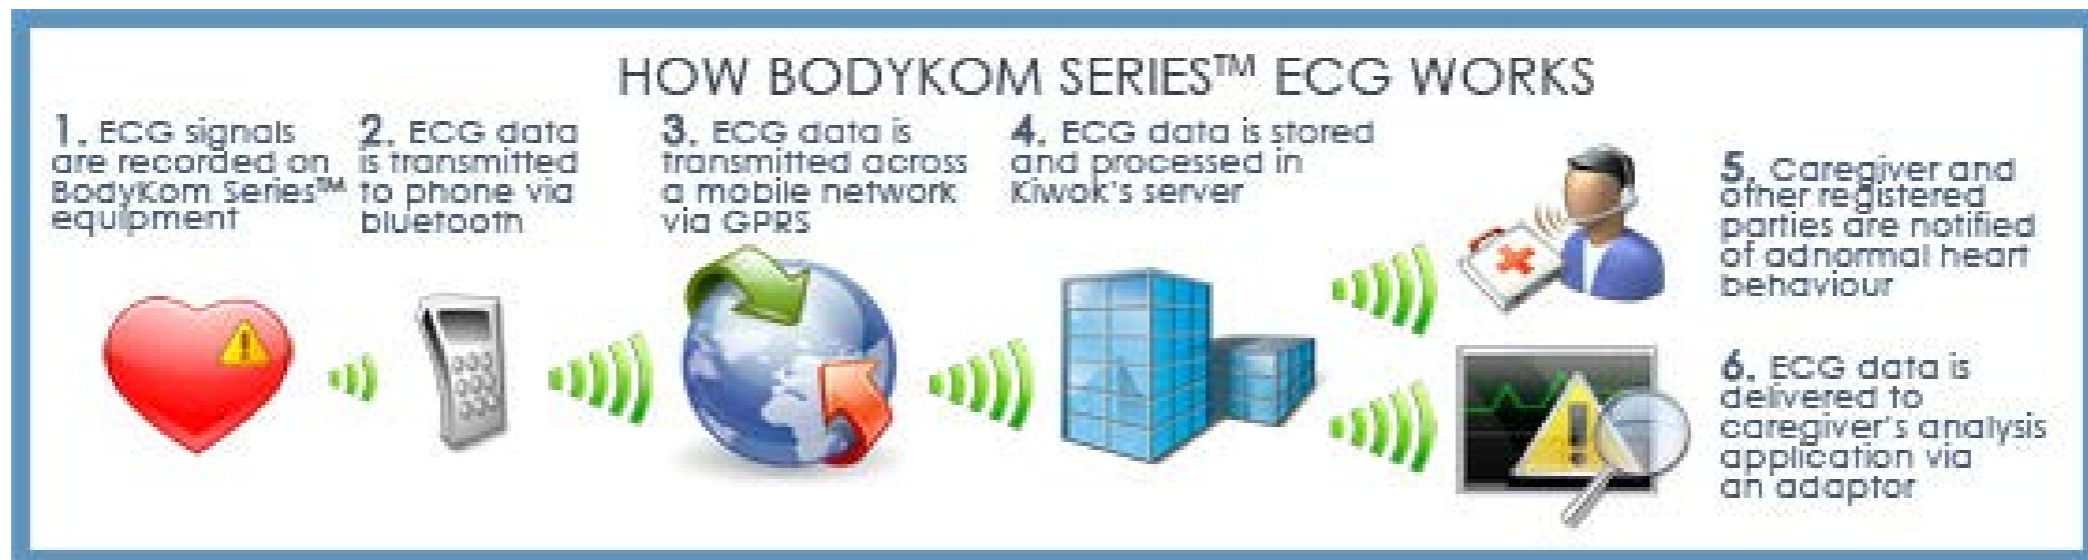 HOW BODYKOM SERIES™ ECG WORKS
1. ECG signals
are recorded on
BodyKom Series™
equipment
2. ECG data
is transmitted
to phone via
bluetooth
3. ECG data is
transmitted across
a mobile network
via GPRS
4. ECG data is stored
and processed in
Kiwok's server
5. Caregiver and
other registered
parties are notified
of adnormal heart
behaviour
6. ECG data is
delivered to
caregiver's analysis
application via
an adaptor